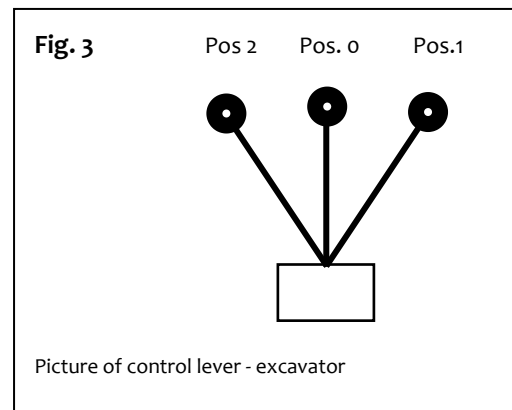 Fig. 3 Pos 2 Pos. 0 Pos.1
Picture of control lever - excavator